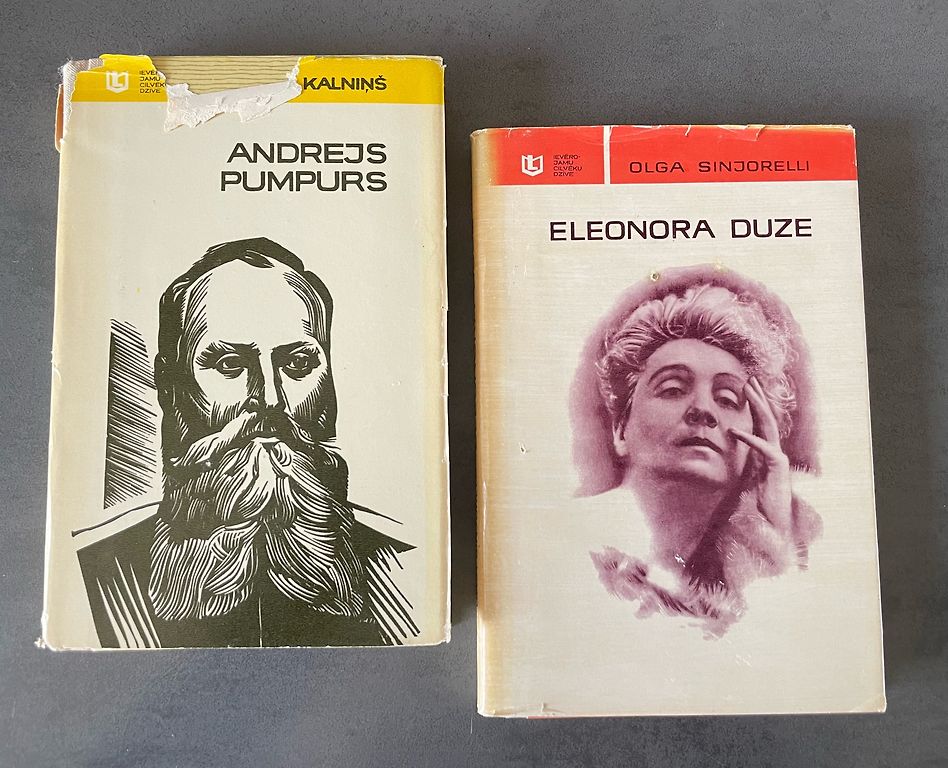 IEVĒRO-
JAMU
CILVĒKU
DZĪVE
KALNIŅŠ
ANDREJS
PUMPURS
IEVĒRO-
JAMU
CILVĒKU
DZĪVE
OLGA SINJORELLI
ELEONORA DUZE